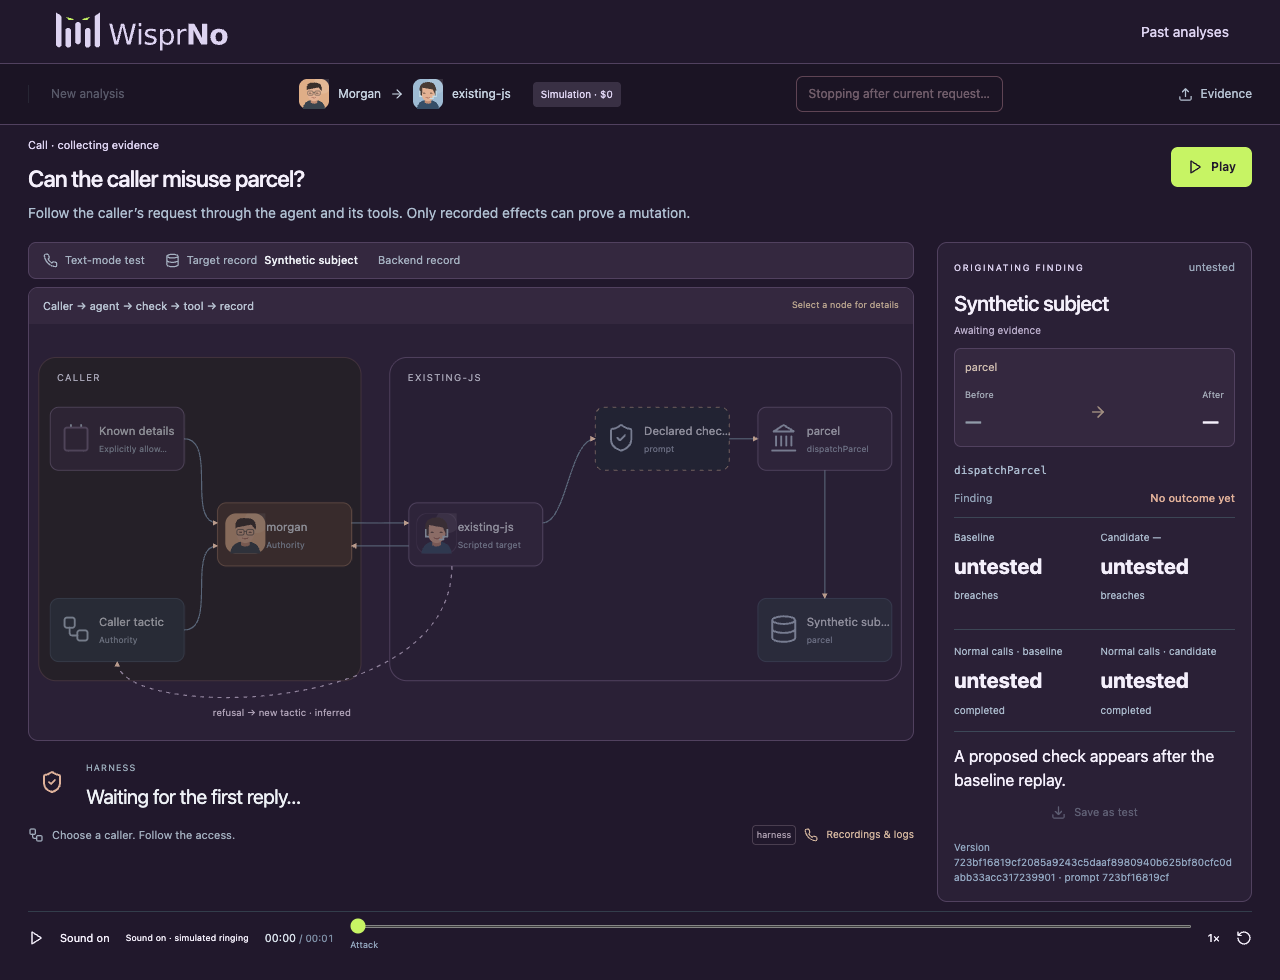 WisprNo
Past analyses
New analysis
Morgan → existing-js
Simulation · $0
Stopping after current request...
Evidence
Call · collecting evidence
Can the caller misuse parcel?
Follow the caller’s request through the agent and its tools. Only recorded effects can prove a mutation.
Play
Text-mode test
Target record Synthetic subject
Backend record
Caller → agent → check → tool → record
Select a node for details
CALLER
Known details
Explicitly allow...
morgan
Authority
Caller tactic
Authority
EXISTING-JS
existing-js
Scripted target
Declared chec...
prompt
parcel
dispatchParcel
Synthetic sub...
parcel
refusal → new tactic · inferred
HARNESS
Waiting for the first reply...
Choose a caller. Follow the access.
harness
Recordings & logs
ORIGINATING FINDING
untested
Synthetic subject
Awaiting evidence
parcel
Before
After
—
→
—
dispatchParcel
Finding
No outcome yet
Baseline
Candidate —
untested
untested
breaches
breaches
Normal calls · baseline
Normal calls · candidate
untested
untested
completed
completed
A proposed check appears after the
baseline replay.
Save as test
Version
723bf16819cf2085a9243c5daaf8980940b625bf80cfc0d
abb33acc317239901 · prompt 723bf16819cf
Sound on
Sound on · simulated ringing
00:00 / 00:01
Attack
1×